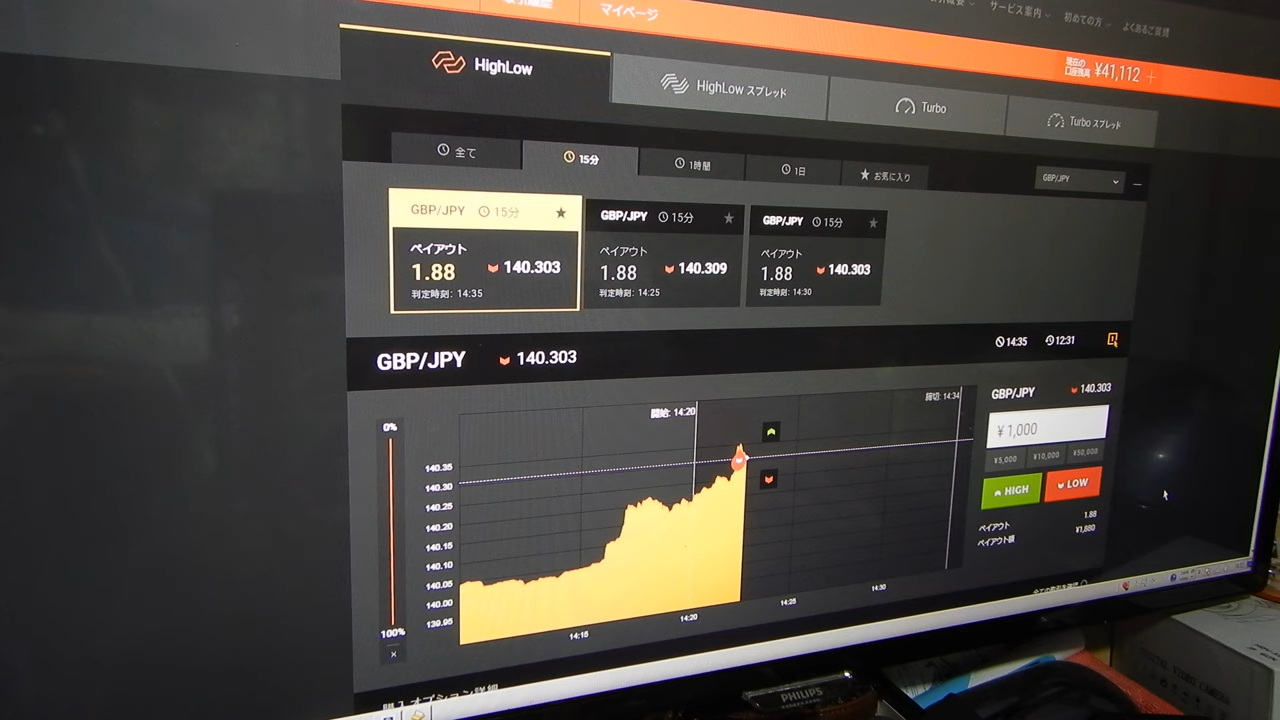 マイページ
サービス案内
初めての方
よくあるご質問
現在の
口座残高
¥41,112
HighLow
HighLow スプレッド
Turbo
Turbo スプレッド
全て
15分
1時間
1日
お気に入り
GBP/JPY
GBP/JPY 15分
ペイアウト
1.88 140.303
判定時刻: 14:35
GBP/JPY 15分
ペイアウト
1.88 140.309
判定時刻: 14:25
GBP/JPY 15分
ペイアウト
1.88 140.303
判定時刻: 14:30
GBP/JPY 140.303
14:35 12:31
0%
100%
開始: 14:20
締切: 14:34
140.35
140.30
140.25
140.20
140.15
140.10
140.05
140.00
139.95
14:15
14:20
14:25
14:30
GBP/JPY 140.303
¥ 1,000
¥5,000 ¥10,000 ¥50,000
HIGH LOW
ペイアウト 1.88
ペイアウト額 ¥1,880
PHILIPS
DIGITAL VIDEO CAMERA